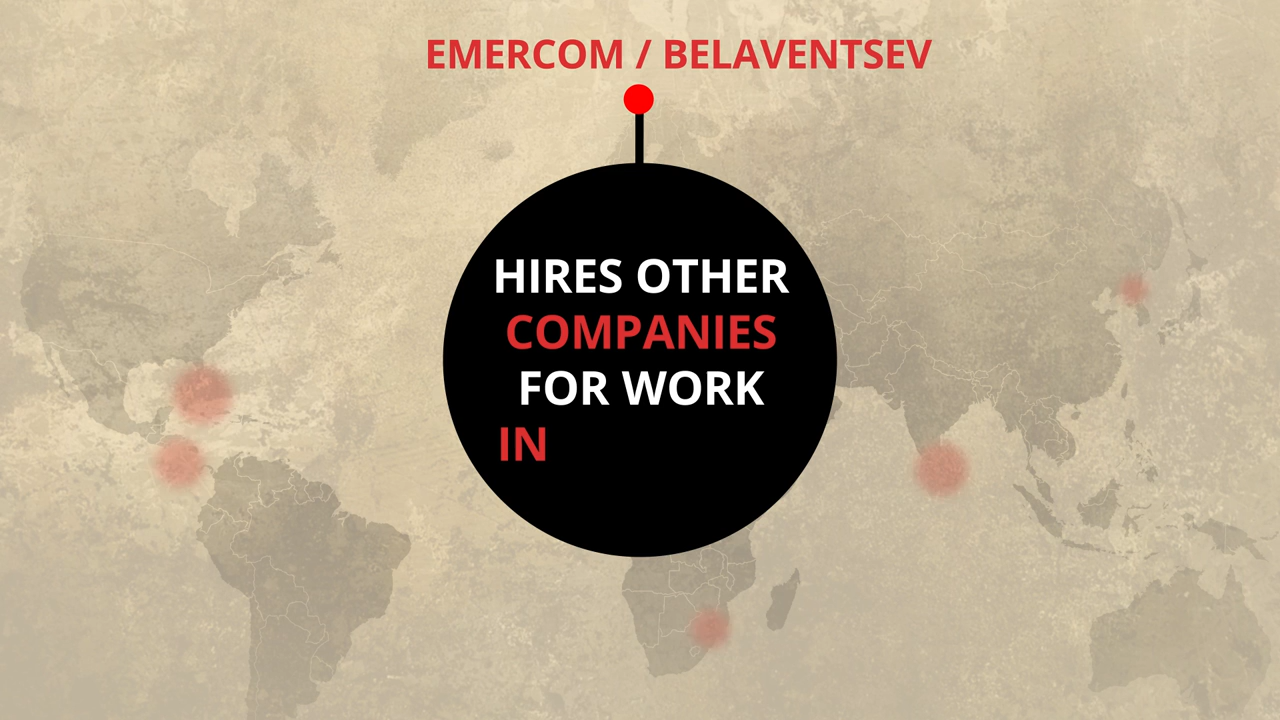 EMERCOM / BELAVENTSEV
HIRES OTHER
COMPANIES
FOR WORK
IN